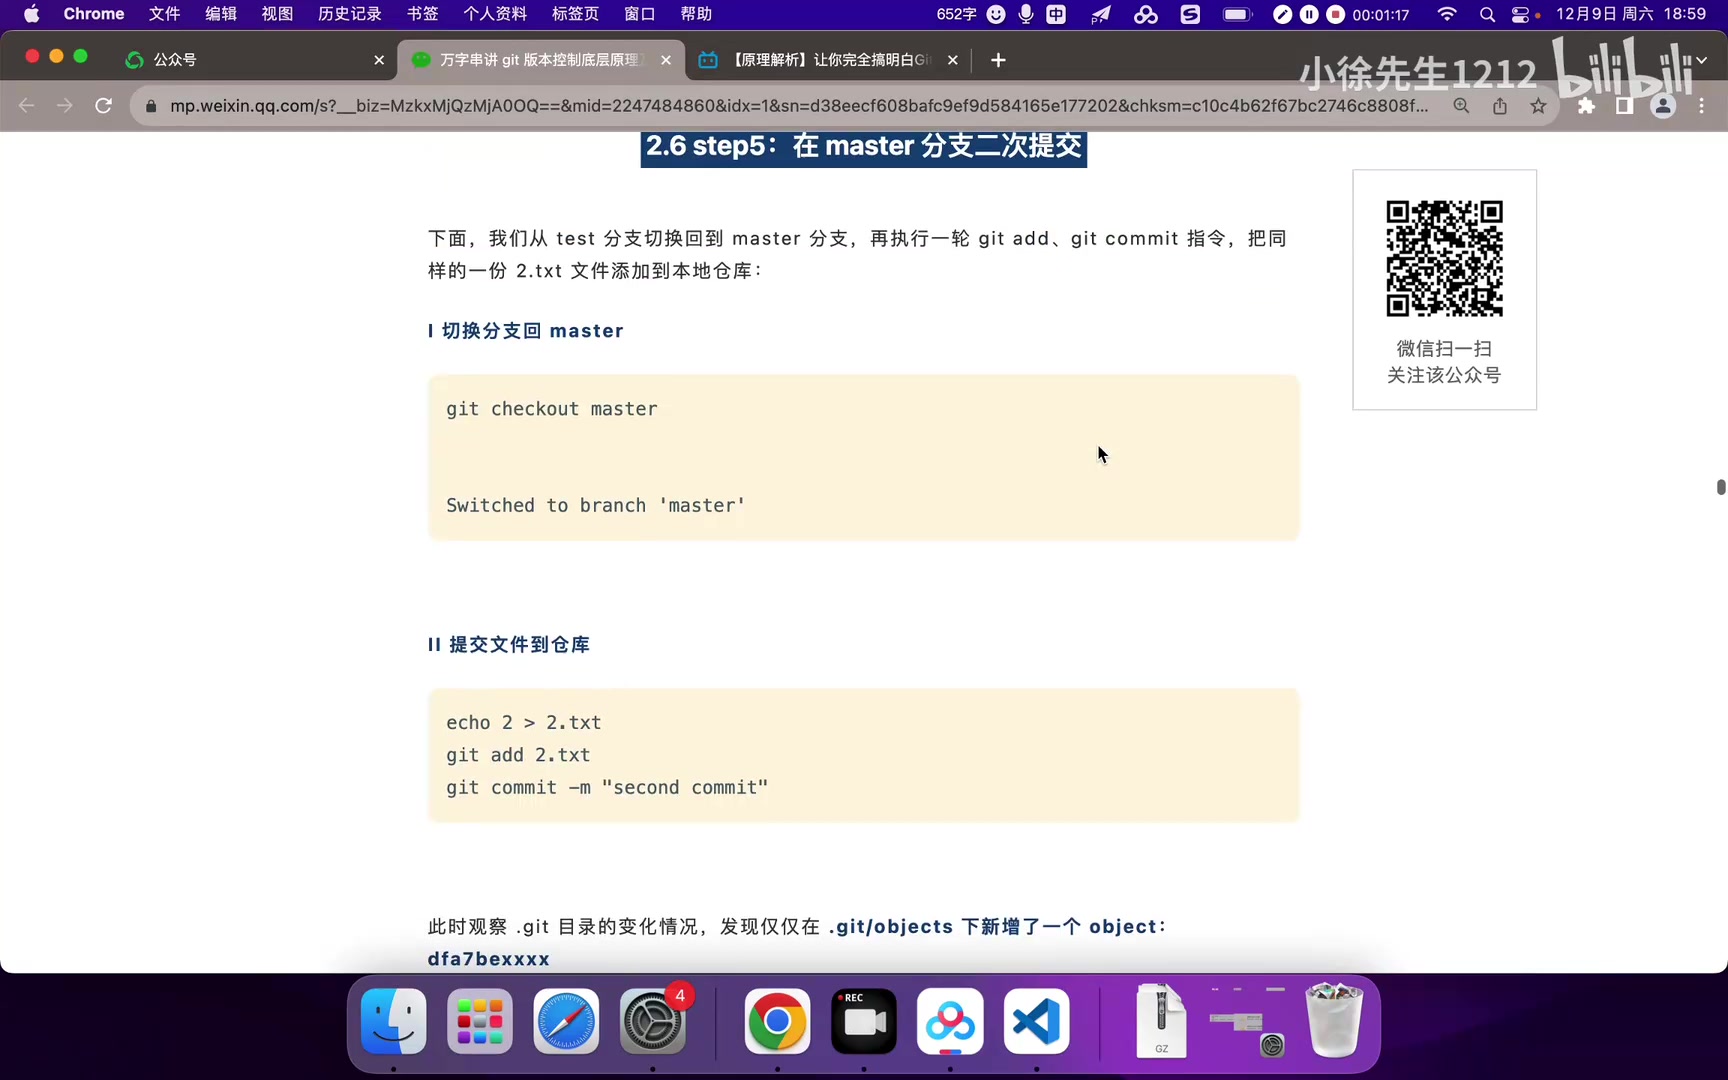 Chrome 文件 编辑 视图 历史记录 书签 个人资料 标签页 窗口 帮助 652字 中 00:01:17 12月9日 周六 18:59
公众号 万字串讲 git 版本控制底层原理 【原理解析】让你完全搞明白Gi
小徐先生1212 bilibili
mp.weixin.qq.com/s?__biz=MzkxMjQzMjA0OQ==&mid=2247484860&idx=1&sn=d38eecf608bafc9ef9d584165e177202&chksm=c10c4b62f67bc2746c8808f...
2.6 step5：在 master 分支二次提交
下面，我们从 test 分支切换回到 master 分支，再执行一轮 git add、git commit 指令，把同
样的一份 2.txt 文件添加到本地仓库：
I 切换分支回 master
git checkout master
Switched to branch 'master'
II 提交文件到仓库
echo 2 > 2.txt
git add 2.txt
git commit -m "second commit"
此时观察 .git 目录的变化情况，发现仅仅在 .git/objects 下新增了一个 object：
dfa7bexxxx
微信扫一扫
关注该公众号
4
REC
GZ